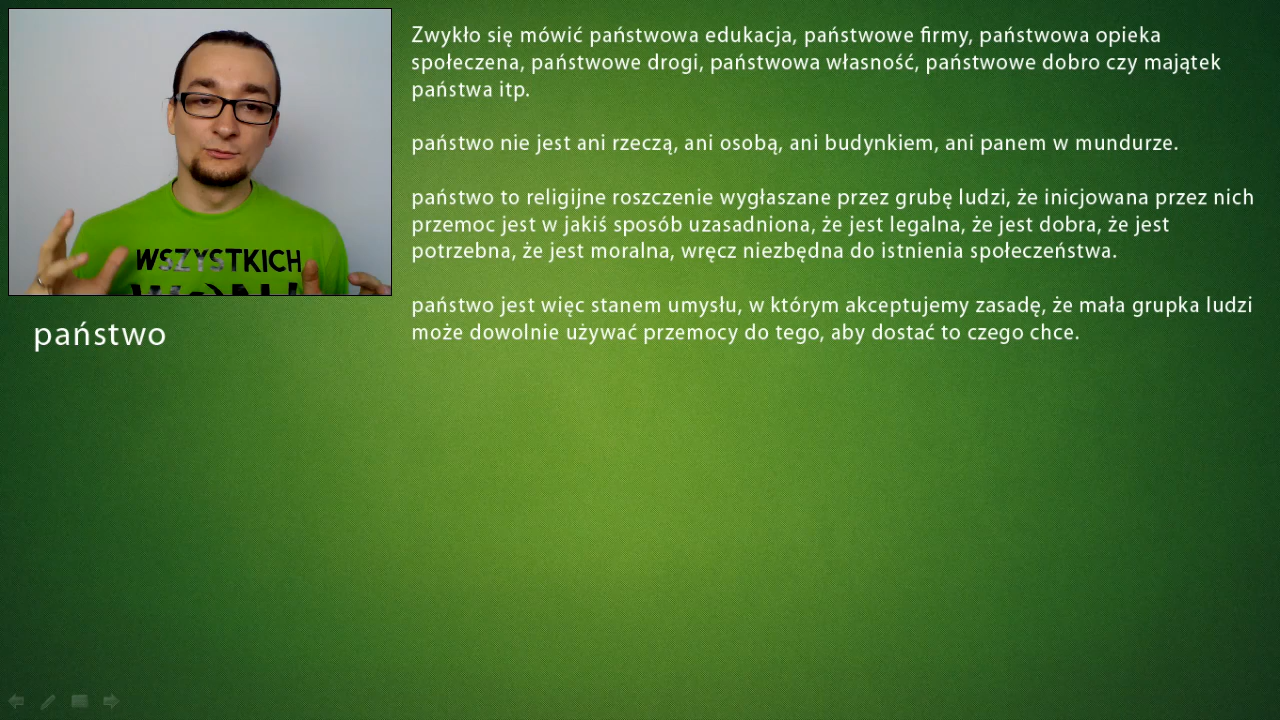 Zwykło się mówić państwowa edukacja, państwowe firmy, państwowa opieka
społeczena, państwowe drogi, państwowa własność, państwowe dobro czy majątek
państwa itp.
państwo nie jest ani rzeczą, ani osobą, ani budynkiem, ani panem w mundurze.
państwo to religijne roszczenie wygłaszane przez grubę ludzi, że inicjowana przez nich
przemoc jest w jakiś sposób uzasadniona, że jest legalna, że jest dobra, że jest
potrzebna, że jest moralna, wręcz niezbędna do istnienia społeczeństwa.
państwo jest więc stanem umysłu, w którym akceptujemy zasadę, że mała grupka ludzi
może dowolnie używać przemocy do tego, aby dostać to czego chce.
WSZYSTKICH
państwo